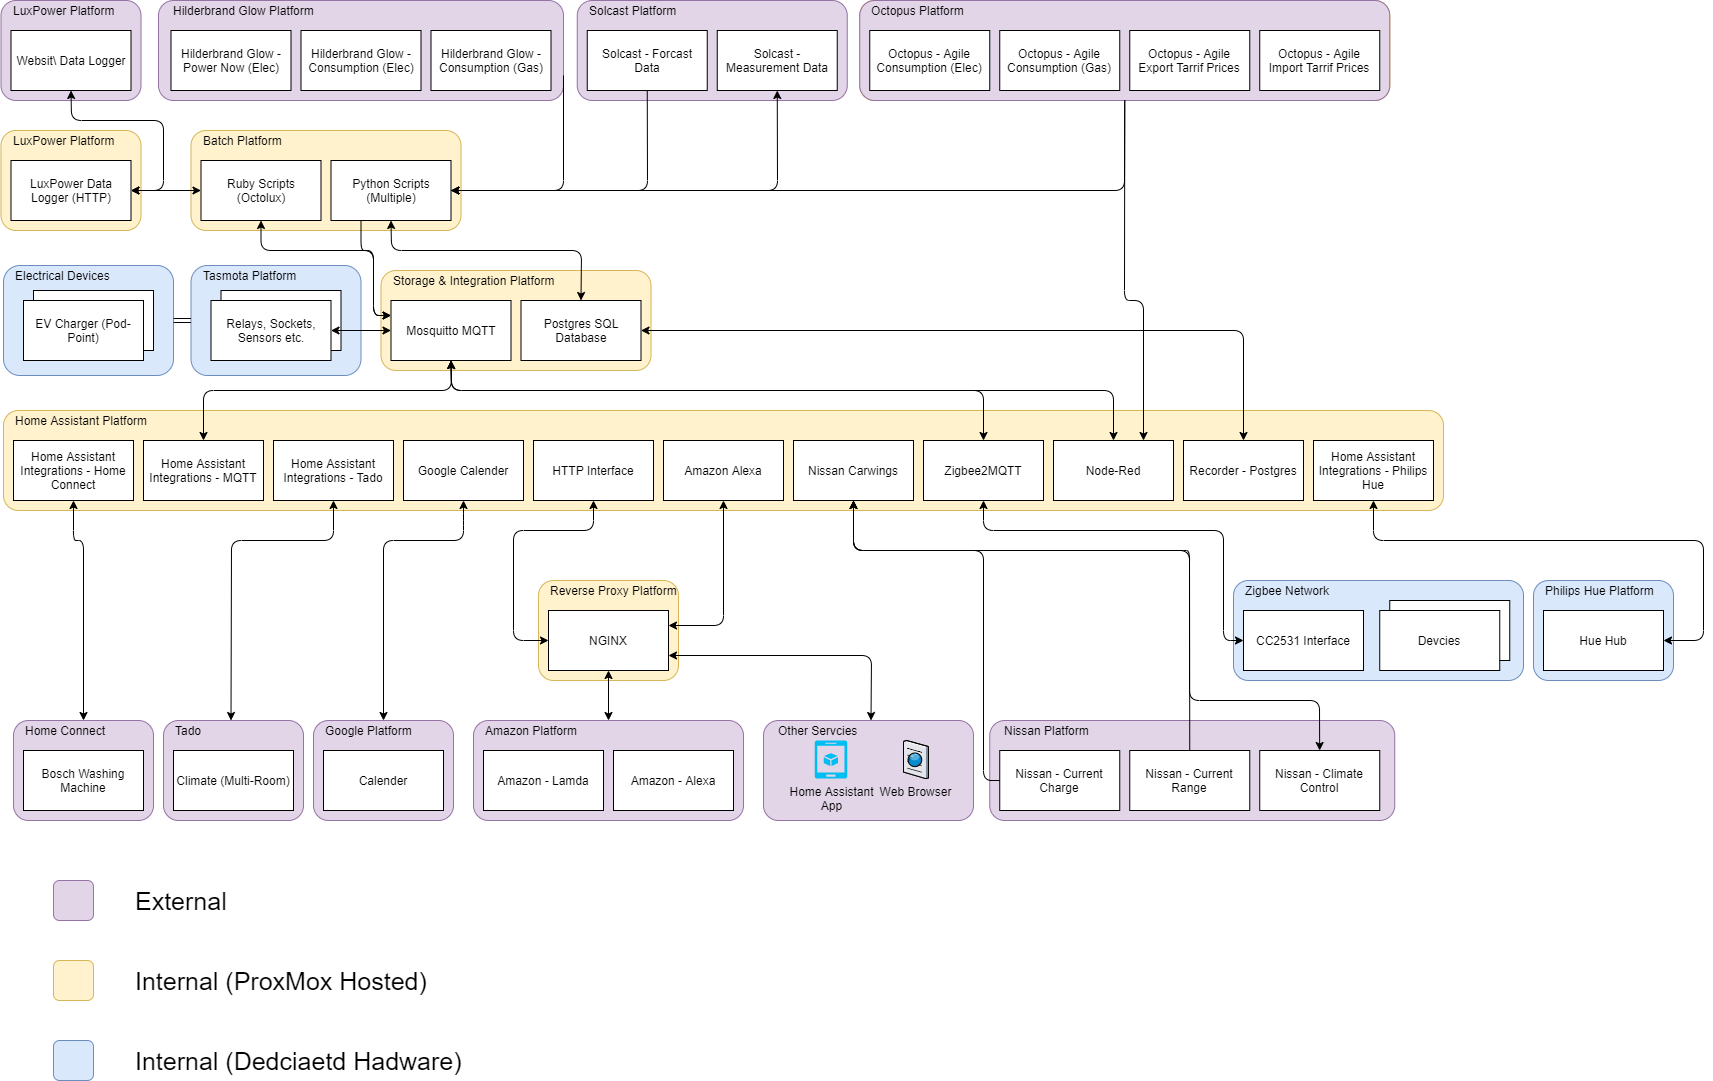 LuxPower Platform
Websit\ Data Logger
Hilderbrand Glow Platform
Hilderbrand Glow -
Power Now (Elec)
Hilderbrand Glow -
Consumption (Elec)
Hilderbrand Glow -
Consumption (Gas)
Solcast Platform
Solcast - Forcast
Data
Solcast -
Measurement Data
Octopus Platform
Octopus - Agile
Consumption (Elec)
Octopus - Agile
Consumption (Gas)
Octopus - Agile
Export Tarrif Prices
Octopus - Agile
Import Tarrif Prices
LuxPower Platform
LuxPower Data
Logger (HTTP)
Batch Platform
Ruby Scripts
(Octolux)
Python Scripts
(Multiple)
Electrical Devices
EV Charger (Pod-
Point)
Tasmota Platform
Relays, Sockets,
Sensors etc.
Storage & Integration Platform
Mosquitto MQTT
Postgres SQL
Database
Home Assistant Platform
Home Assistant
Integrations - Home
Connect
Home Assistant
Integrations - MQTT
Home Assistant
Integrations - Tado
Google Calender
HTTP Interface
Amazon Alexa
Nissan Carwings
Zigbee2MQTT
Node-Red
Recorder - Postgres
Home Assistant
Integrations - Philips
Hue
Reverse Proxy Platform
NGINX
Zigbee Network
CC2531 Interface
Devcies
Philips Hue Platform
Hue Hub
Home Connect
Bosch Washing
Machine
Tado
Climate (Multi-Room)
Google Platform
Calender
Amazon Platform
Amazon - Lamda
Amazon - Alexa
Other Servcies
Home Assistant
App
Web Browser
Nissan Platform
Nissan - Current
Charge
Nissan - Current
Range
Nissan - Climate
Control
External
Internal (ProxMox Hosted)
Internal (Dedciaetd Hadware)